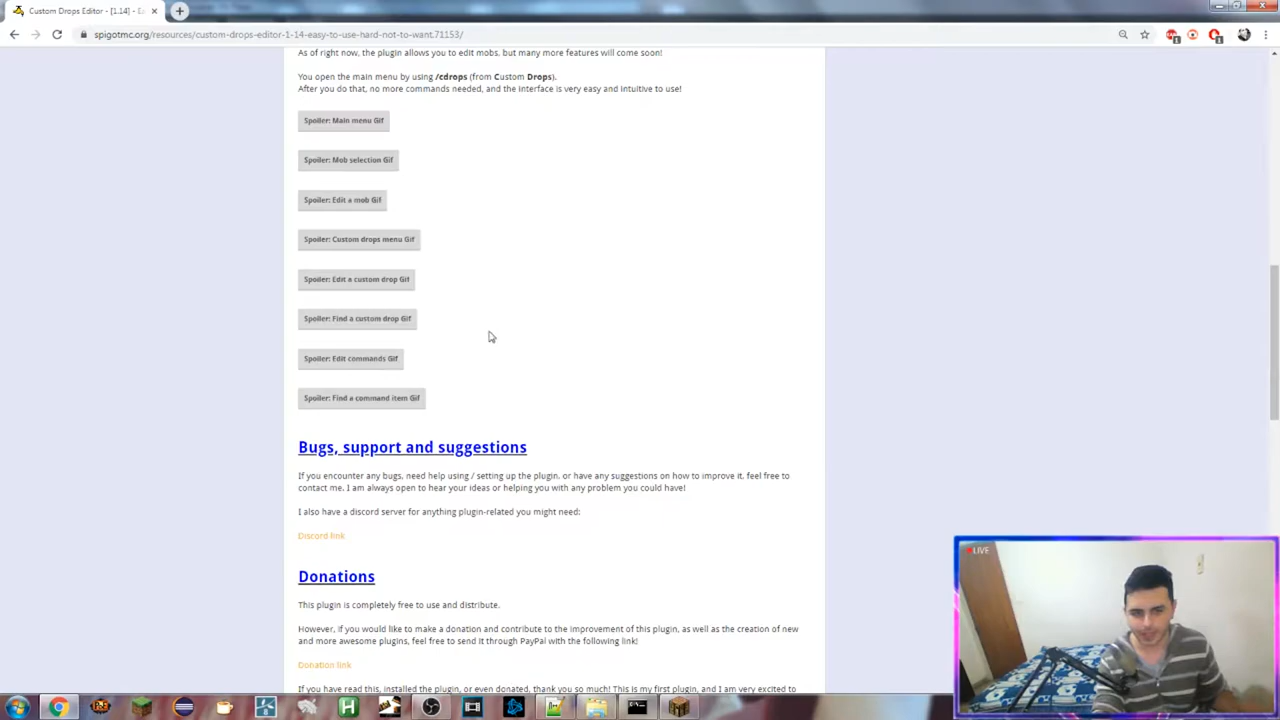 Custom Drops Editor - [1.14] -
spigotmc.org/resources/custom-drops-editor-1-14-easy-to-use-hard-not-to-want.71153/
As of right now, the plugin allows you to edit mobs, but many more features will come soon!
You open the main menu by using /cdrops (from Custom Drops).
After you do that, no more commands needed, and the interface is very easy and intuitive to use!
Spoiler: Main menu Gif
Spoiler: Mob selection Gif
Spoiler: Edit a mob Gif
Spoiler: Custom drops menu Gif
Spoiler: Edit a custom drop Gif
Spoiler: Find a custom drop Gif
Spoiler: Edit commands Gif
Spoiler: Find a command item Gif
Bugs, support and suggestions
If you encounter any bugs, need help using / setting up the plugin, or have any suggestions on how to improve it, feel free to
contact me. I am always open to hear your ideas or helping you with any problem you could have!
I also have a discord server for anything plugin-related you might need:
Discord link
LIVE
Donations
This plugin is completely free to use and distribute.
However, if you would like to make a donation and contribute to the improvement of this plugin, as well as the creation of new
and more awesome plugins, feel free to send it through PayPal with the following link!
Donation link
If you have read this, installed the plugin, or even donated, thank you so much! This is my first plugin, and I am very excited to